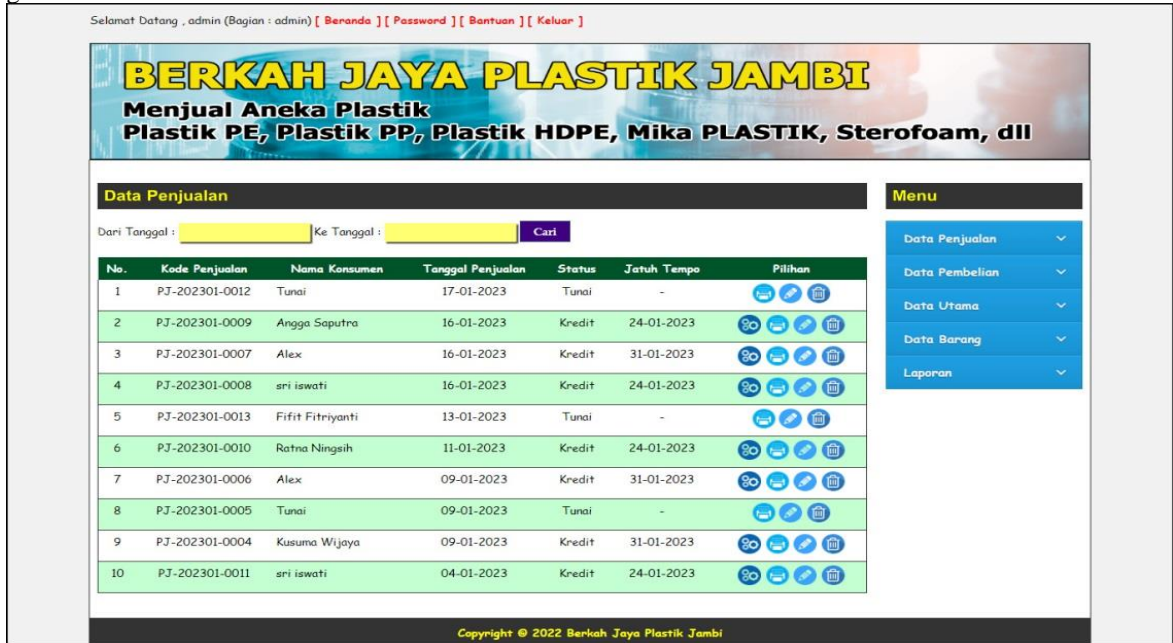 Selamat Datang , admin (Bagian : admin) [ Beranda ] [ Password ] [ Bantuan ] [ Keluar ]
BERKAH JAYA PLASTIK JAMBI
Menjual Aneka Plastik
Plastik PE, Plastik PP, Plastik HDPE, Mika PLASTIK, Sterofoam, dll
Data Penjualan
Dari Tanggal : Ke Tanggal : Cari
No. Kode Penjualan Nama Konsumen Tanggal Penjualan Status Jatuh Tempo Pilihan
1 PJ-202301-0012 Tunai 17-01-2023 Tunai -
2 PJ-202301-0009 Angga Saputra 16-01-2023 Kredit 24-01-2023
3 PJ-202301-0007 Alex 16-01-2023 Kredit 31-01-2023
4 PJ-202301-0008 sri iswati 16-01-2023 Kredit 24-01-2023
5 PJ-202301-0013 Fifit Fitriyanti 13-01-2023 Tunai -
6 PJ-202301-0010 Ratna Ningsih 11-01-2023 Kredit 24-01-2023
7 PJ-202301-0006 Alex 09-01-2023 Kredit 31-01-2023
8 PJ-202301-0005 Tunai 09-01-2023 Tunai -
9 PJ-202301-0004 Kusuma Wijaya 09-01-2023 Kredit 31-01-2023
10 PJ-202301-0011 sri iswati 04-01-2023 Kredit 24-01-2023
Menu
Data Penjualan
Data Pembelian
Data Utama
Data Barang
Laporan
Copyright © 2022 Berkah Jaya Plastik Jambi